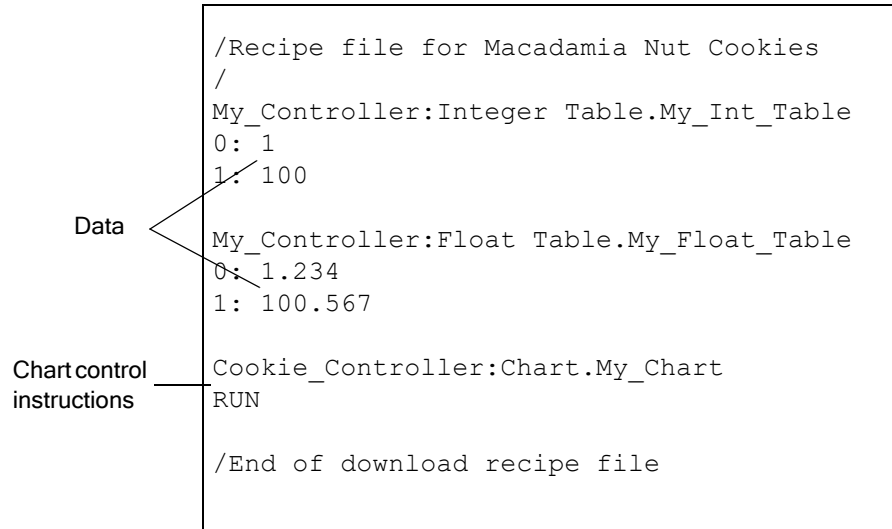 /Recipe file for Macadamia Nut Cookies
/
My_Controller:Integer Table.My_Int_Table
0: 1
1: 100
Data
My_Controller:Float Table.My_Float_Table
0: 1.234
1: 100.567
Chart control
instructions
Cookie_Controller:Chart.My_Chart
RUN
/End of download recipe file